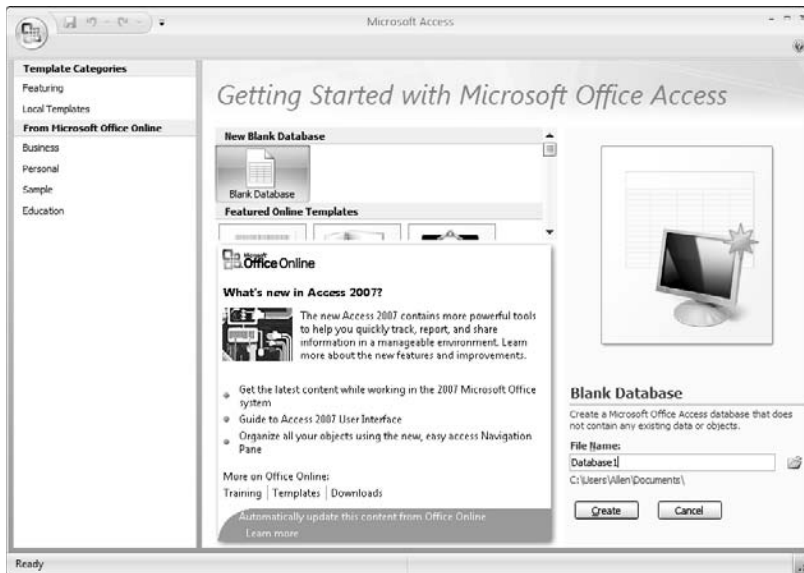 Microsoft Access
Template Categories
Featuring
Local Templates
From Microsoft Office Online
Business
Personal
Sample
Education
Getting Started with Microsoft Office Access
New Blank Database
Blank Database
Featured Online Templates
Microsoft
Office Online
What's new in Access 2007?
The new Access 2007 contains more powerful tools
to help you quickly track, report, and share
information in a manageable environment. Learn
more about the new features and improvements.
Get the latest content while working in the 2007 Microsoft Office
system
Guide to Access 2007 User Interface
Organize all your objects using the new, easy access Navigation
Pane
More on Office Online:
Training | Templates | Downloads
Automatically update this content from Office Online
Learn more
Blank Database
Create a Microsoft Office Access database that does
not contain any existing data or objects.
File Name:
Database1
C:\Users\Allen\Documents\
Create
Cancel
Ready